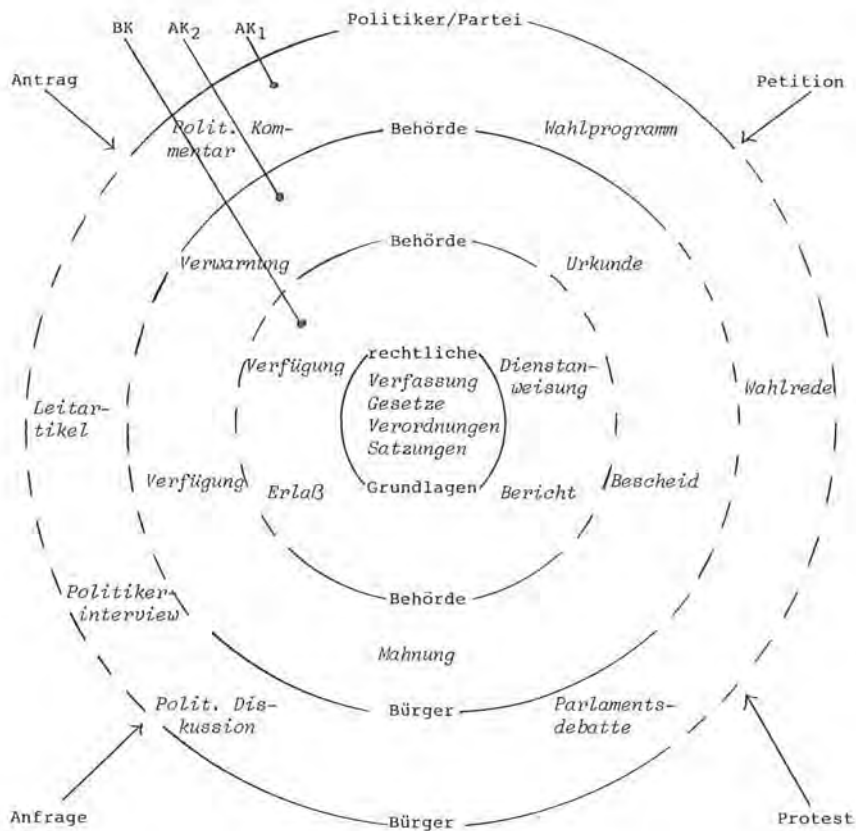 BK AK₂ AK₁ Politiker/Partei
Antrag Petition
Polit. Kom-
mentar
Behörde Wahlprogramm
Behörde
Verwarnung Urkunde
rechtliche
Verfügung Dienstan-
weisung
Verfassung
Gesetze
Verordnungen
Satzungen
Leitar-
tikel
Wahlrede
Verfügung Erlaß Grundlagen Bericht Bescheid
Politiker-
interview
Behörde
Mahnung
Polit. Dis-
kussion
Bürger Parlaments-
debatte
Anfrage Bürger Protest